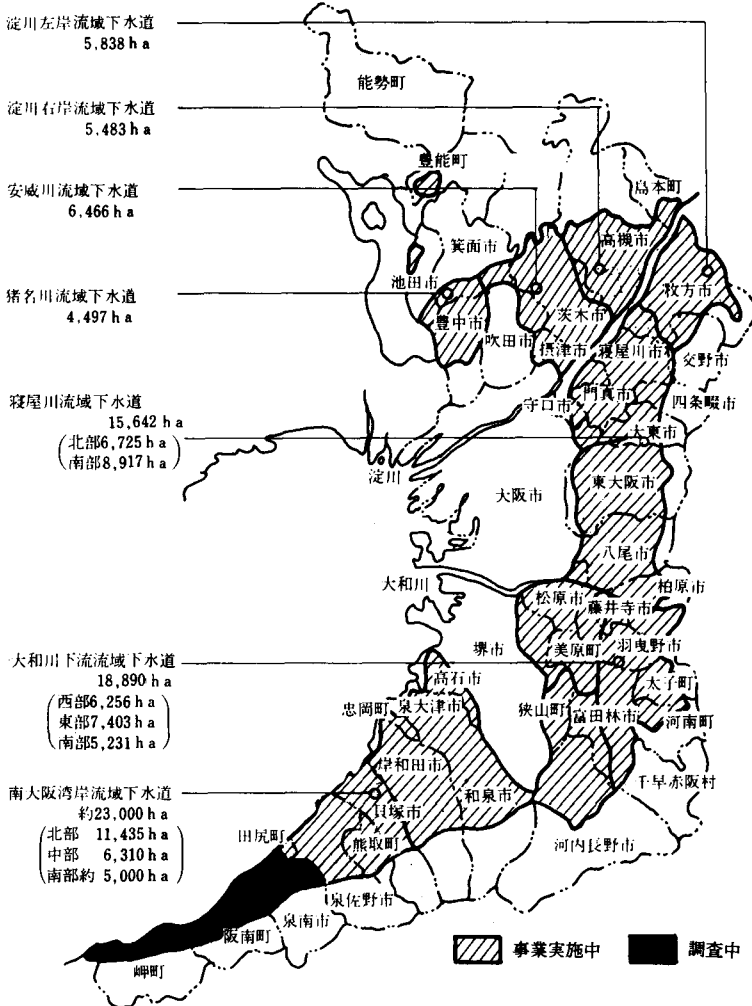 淀川左岸流域下水道
5,838ha
淀川右岸流域下水道
5,483ha
安威川流域下水道
6,466ha
猪名川流域下水道
4,497ha
寝屋川流域下水道
15,642ha
(北部6,725ha
南部8,917ha)
大和川下流流域下水道
18,890ha
(西部6,256ha
東部7,403ha
南部5,231ha)
南大阪湾岸流域下水道
約23,000ha
(北部 11,435ha
中部 6,310ha
南部約 5,000ha)
能勢町
豊能町
島本町
箕面市
高槻市
池田市
枚方市
豊中市
茨木市
吹田市
摂津市
寝屋川市
交野市
守口市
門真市
四条畷市
大東市
淀川
大阪市
東大阪市
八尾市
大和川
松原市
藤井寺市
柏原市
堺市
美原町
羽曳野市
高石市
太子町
忠岡町
泉大津市
狭山町
富田林市
河南町
岸和田市
千早赤阪村
和泉市
貝塚市
田尻町
熊取町
河内長野市
泉佐野市
泉南市
阪南町
岬町
事業実施中
調査中